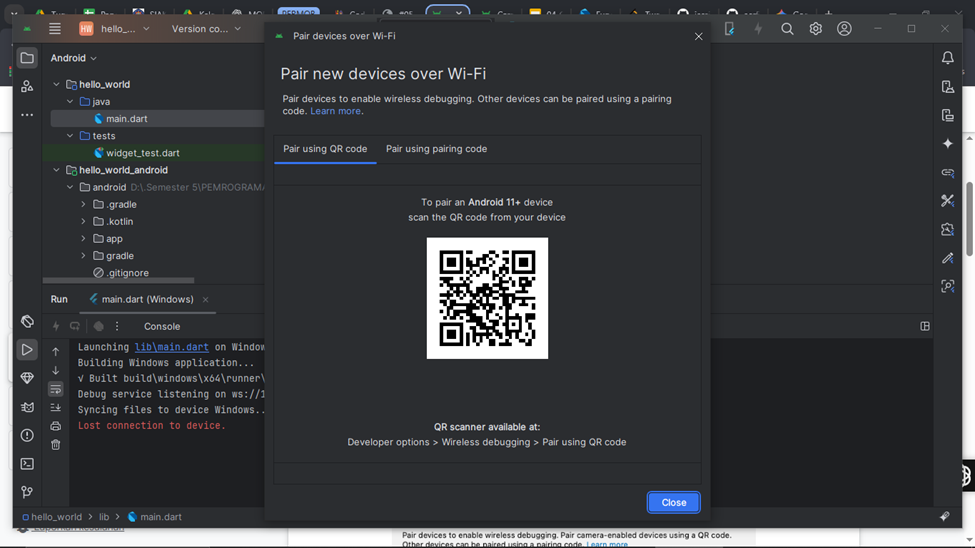 HW hello_... Version co...
Pair devices over Wi-Fi
Pair new devices over Wi-Fi
Pair devices to enable wireless debugging. Other devices can be paired using a pairing
code. Learn more.
Pair using QR code Pair using pairing code
To pair an Android 11+ device
scan the QR code from your device
QR scanner available at:
Developer options > Wireless debugging > Pair using QR code
Close
Android
hello_world
java
main.dart
tests
widget_test.dart
hello_world_android
android D:\.Semester 5\PEMROGRAMA
.gradle
.kotlin
app
gradle
.gitignore
Run main.dart (Windows)
Console
Launching lib\main.dart on Window
Building Windows application...
√ Built build\windows\x64\runner\
Debug service listening on ws://1
Syncing files to device Windows..
Lost connection to device.
hello_world > lib > main.dart
Pair devices to enable wireless debugging. Pair camera-enabled devices using a QR code.
Other devices can be paired using a pairing code. Learn more